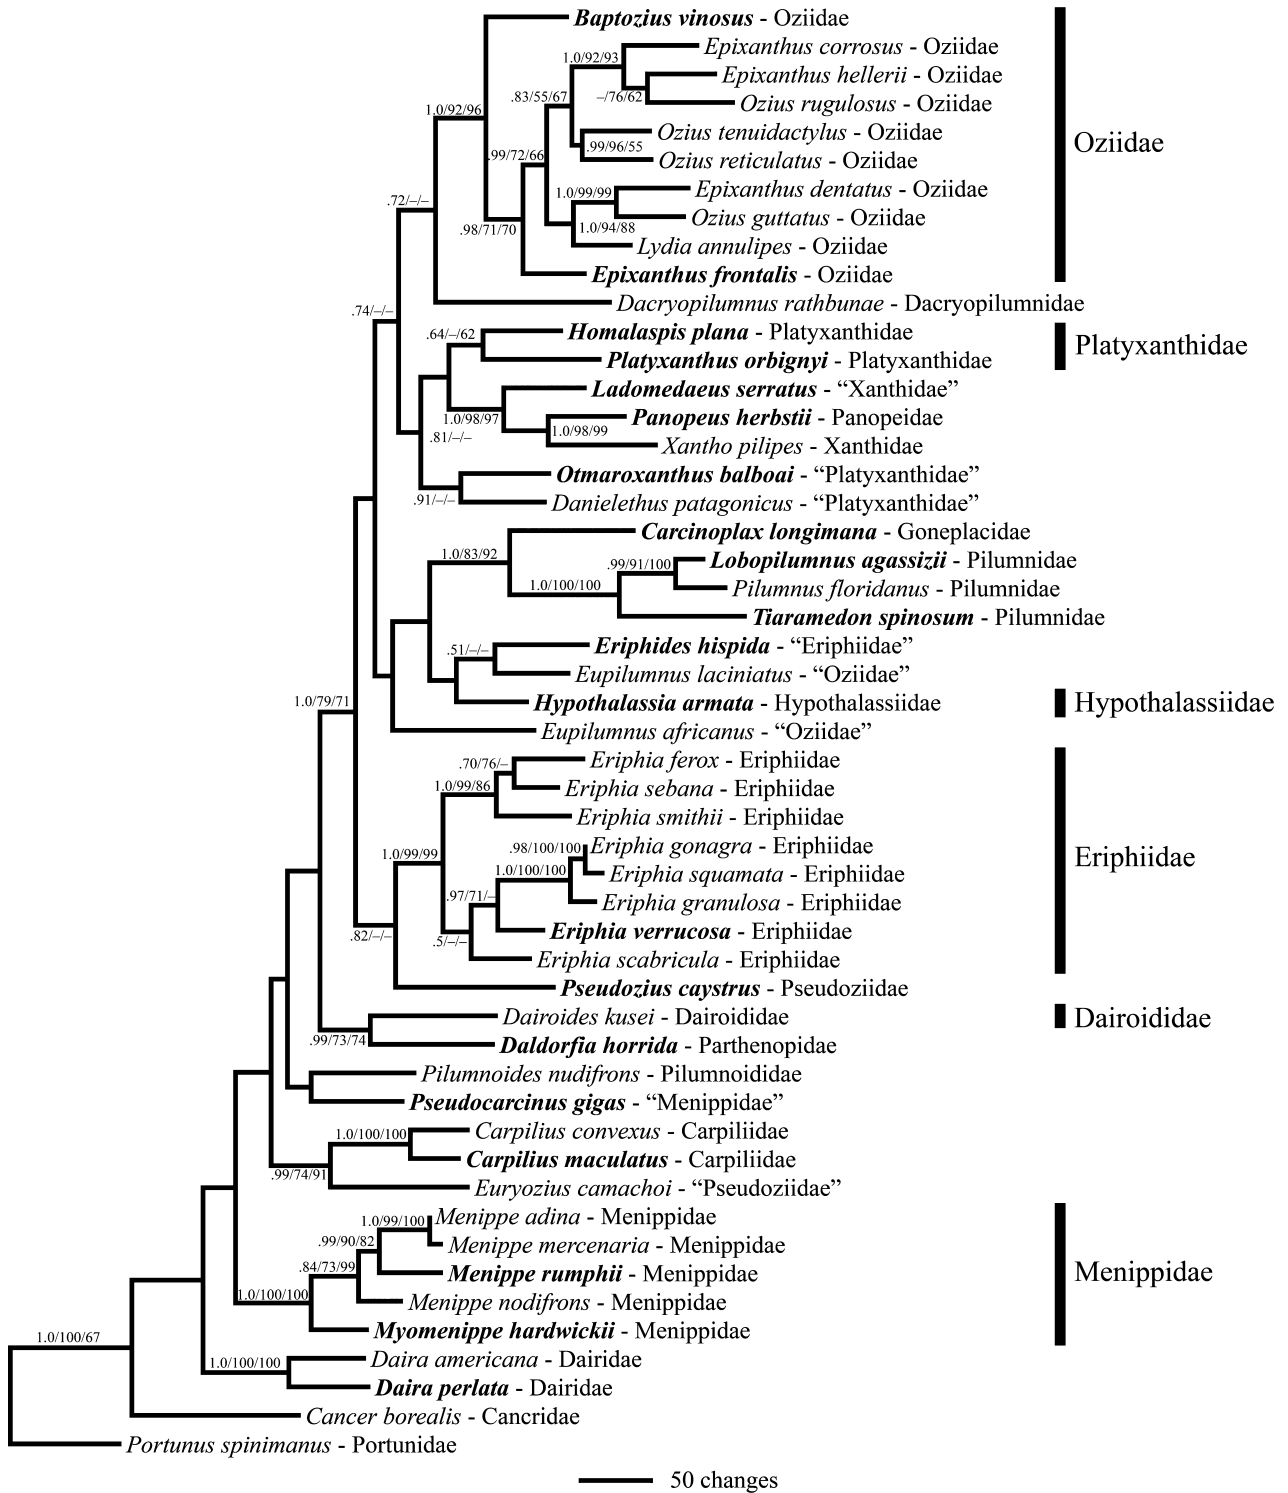 Baptozius vinosus - Oziidae
Epixanthus corrosus - Oziidae
1.0/92/93
Epixanthus hellerii - Oziidae
.83/55/67
–/76/62
Ozius rugulosus - Oziidae
1.0/92/96
Ozius tenuidactylus - Oziidae
Oziidae
.99/96/55
.99/72/66
Ozius reticulatus - Oziidae
Epixanthus dentatus - Oziidae
1.0/99/99
.72/–/–
Ozius guttatus - Oziidae
.98/71/70
1.0/94/88
Lydia annulipes - Oziidae
Epixanthus frontalis - Oziidae
Dacryopilumnus rathbunae - Dacryopilumnidae
.74/–/–
Homalaspis plana - Platyxanthidae
.64/–/62
Platyxanthidae
Platyxanthus orbignyi - Platyxanthidae
Ladomedaeus serratus - “Xanthidae”
Panopeus herbstii - Panopeidae
1.0/98/97
1.0/98/99
.81/–/–
Xantho pilipes - Xanthidae
Otmaroxanthus balboai - “Platyxanthidae”
.91/–/–
Danielethus patagonicus - “Platyxanthidae”
Carcinoplax longimana - Goneplacidae
1.0/83/92
Lobopilumnus agassizii - Pilumnidae
.99/91/100
1.0/100/100
Pilumnus floridanus - Pilumnidae
Tiaramedon spinosum - Pilumnidae
Eriphides hispida - “Eriphiidae”
.51/–/–
Eupilumnus laciniatus - “Oziidae”
1.0/79/71
Hypothalassia armata - Hypothalassiidae
Hypothalassiidae
Eupilumnus africanus - “Oziidae”
Eriphia ferox - Eriphiidae
.70/76/–
1.0/99/86
Eriphia sebana - Eriphiidae
Eriphia smithii - Eriphiidae
Eriphia gonagra - Eriphiidae
.98/100/100
1.0/99/99
Eriphiidae
1.0/100/100
Eriphia squamata - Eriphiidae
.97/71/–
Eriphia granulosa - Eriphiidae
.82/–/–
.5/–/–
Eriphia verrucosa - Eriphiidae
Eriphia scabricula - Eriphiidae
Pseudozius caystrus - Pseudoziidae
Dairoides kusei - Dairoididae
Dairoididae
.99/73/74
Daldorfia horrida - Parthenopidae
Pilumnoides nudifrons - Pilumnoididae
Pseudocarcinus gigas - “Menippidae”
Carpilius convexus - Carpiliidae
1.0/100/100
Carpilius maculatus - Carpiliidae
.99/74/91
Euryozius camachoi - “Pseudoziidae”
Menippe adina - Menippidae
1.0/99/100
.99/90/82
Menippe mercenaria - Menippidae
.84/73/99
Menippe rumphii - Menippidae
Menippidae
1.0/100/100
Menippe nodifrons - Menippidae
Myomenippe hardwickii - Menippidae
1.0/100/67
1.0/100/100
Daira americana - Dairidae
Daira perlata - Dairidae
Cancer borealis - Cancridae
Portunus spinimanus - Portunidae
50 changes